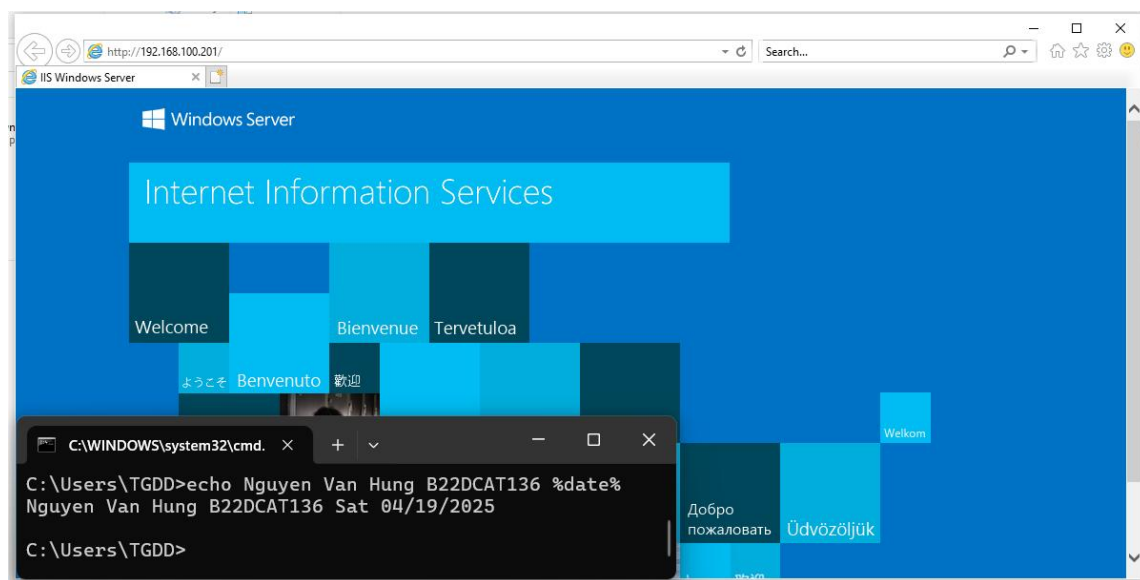 http://192.168.100.201/
Search...
IIS Windows Server
Windows Server
Internet Information Services
Welcome
Bienvenue
Tervetuloa
ようこそ
Benvenuto
歡迎
Welkom
C:\WINDOWS\system32\cmd.
C:\Users\TGDD>echo Nguyen Van Hung B22DCAT136 %date%
Nguyen Van Hung B22DCAT136 Sat 04/19/2025
C:\Users\TGDD>
Добро
пожаловать
Üdvözöljük